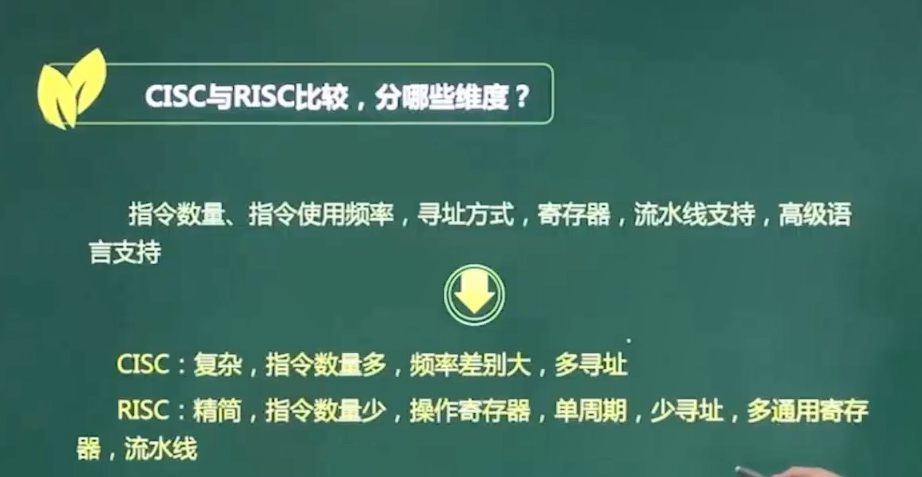 CISC与RISC比较，分哪些维度？
指令数量、指令使用频率，寻址方式，寄存器，流水线支持，高级语
言支持
CISC：复杂，指令数量多，频率差别大，多寻址
RISC：精简，指令数量少，操作寄存器，单周期，少寻址，多通用寄存
器，流水线